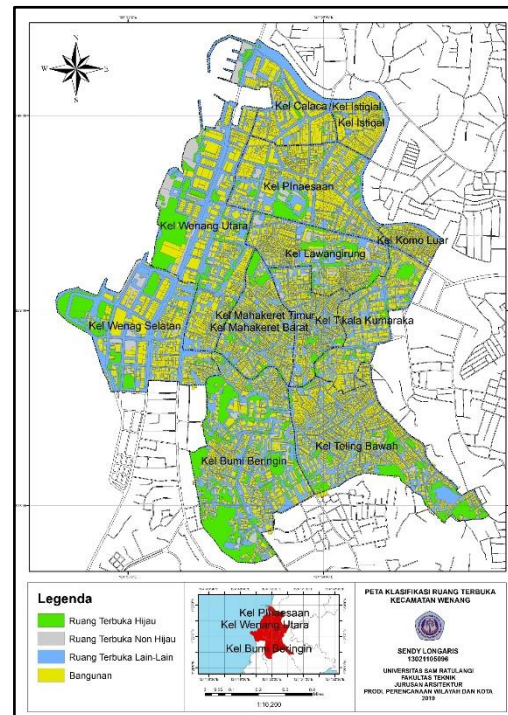 N
W
E
S
Kel Calaca
Kel Istiqlal
Kel Istiqal
Kel PInaesaan
Kel Wenang Utara
Kel Komo Luar
Kel Lawangirung
Kel Wenag Selatan
Kel Mahakeret Timur
Kel Mahakeret Barat
Kel Tikala Kumaraka
Kel Teling Bawah
Kel Bumi Beringin
Legenda
Ruang Terbuka Hijau
Ruang Terbuka Non Hijau
Ruang Terbuka Lain-Lain
Bangunan
Kel PInaesaan
Kel Wenang Utara
Kel Bumi Beringin
1:10,200
PETA KLASIFIKASI RUANG TERBUKA
KECAMATAN WENANG
SENDY LONGARIS
13021105096
UNIVERSITAS SAM RATULANGI
FAKULTAS TEKNIK
JURUSAN ARSITEKTUR
PRODI. PERENCANAAN WILAYAH DAN KOTA
2019